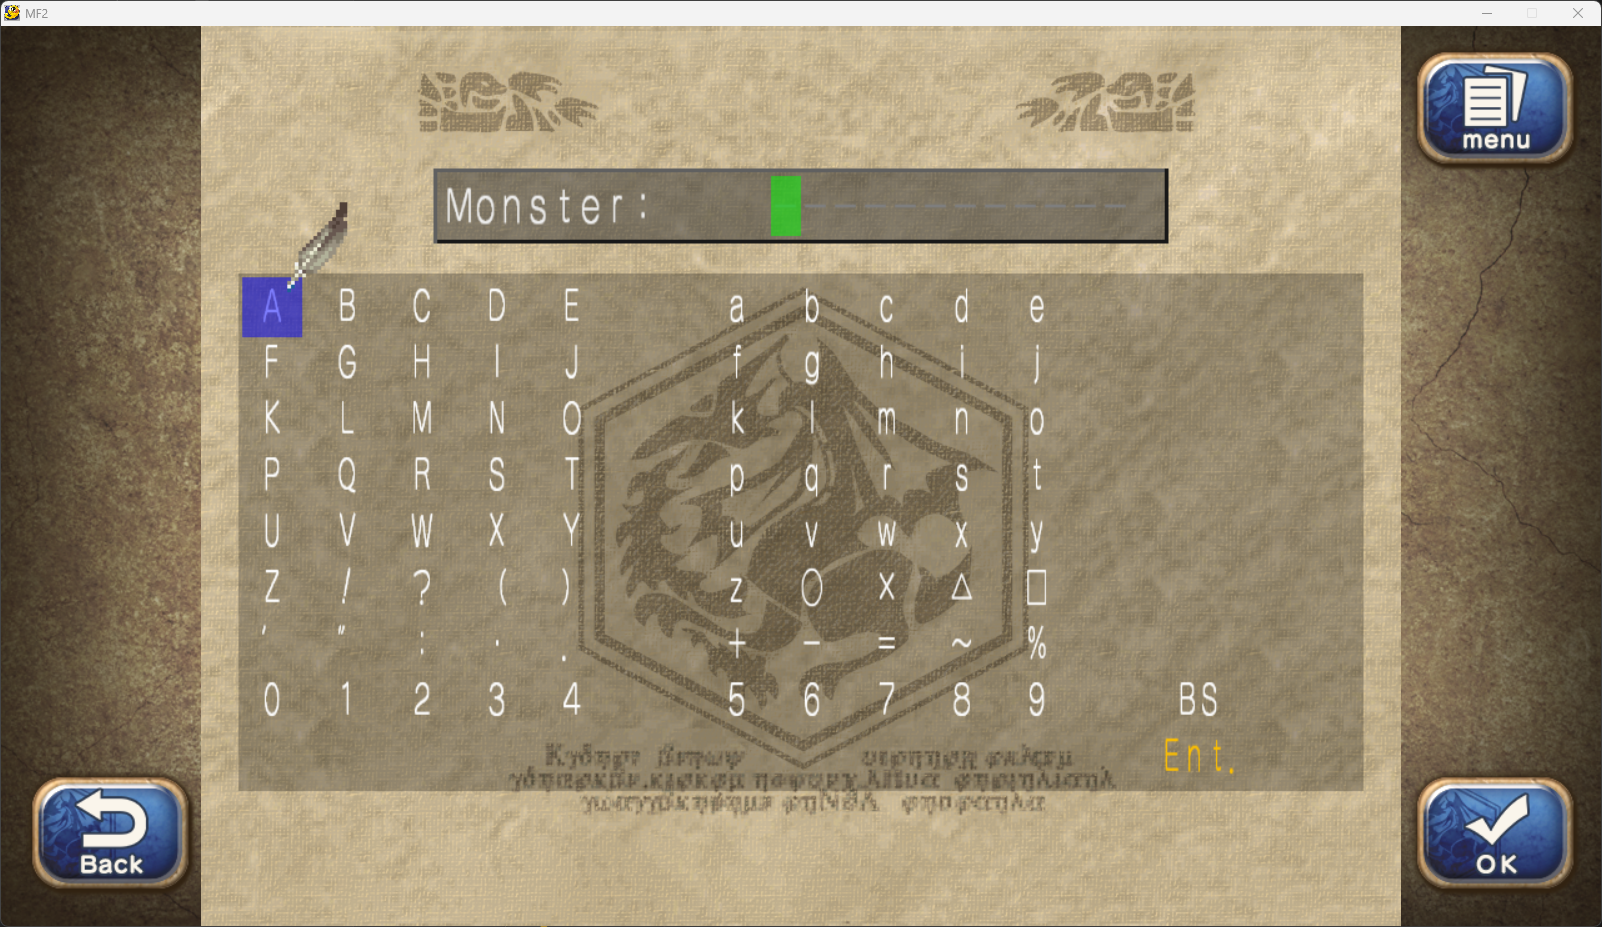 MF2
menu
Monster:
A B C D E a b c d e
F G H I J f g h i j
K L M N O k l m n o
P Q R S T p q r s t
U V W X Y u v w x y
Z ! ? ( ) z ○ × △ □
' " : · . + − = ~ %
0 1 2 3 4 5 6 7 8 9 BS
Ent.
Back
OK